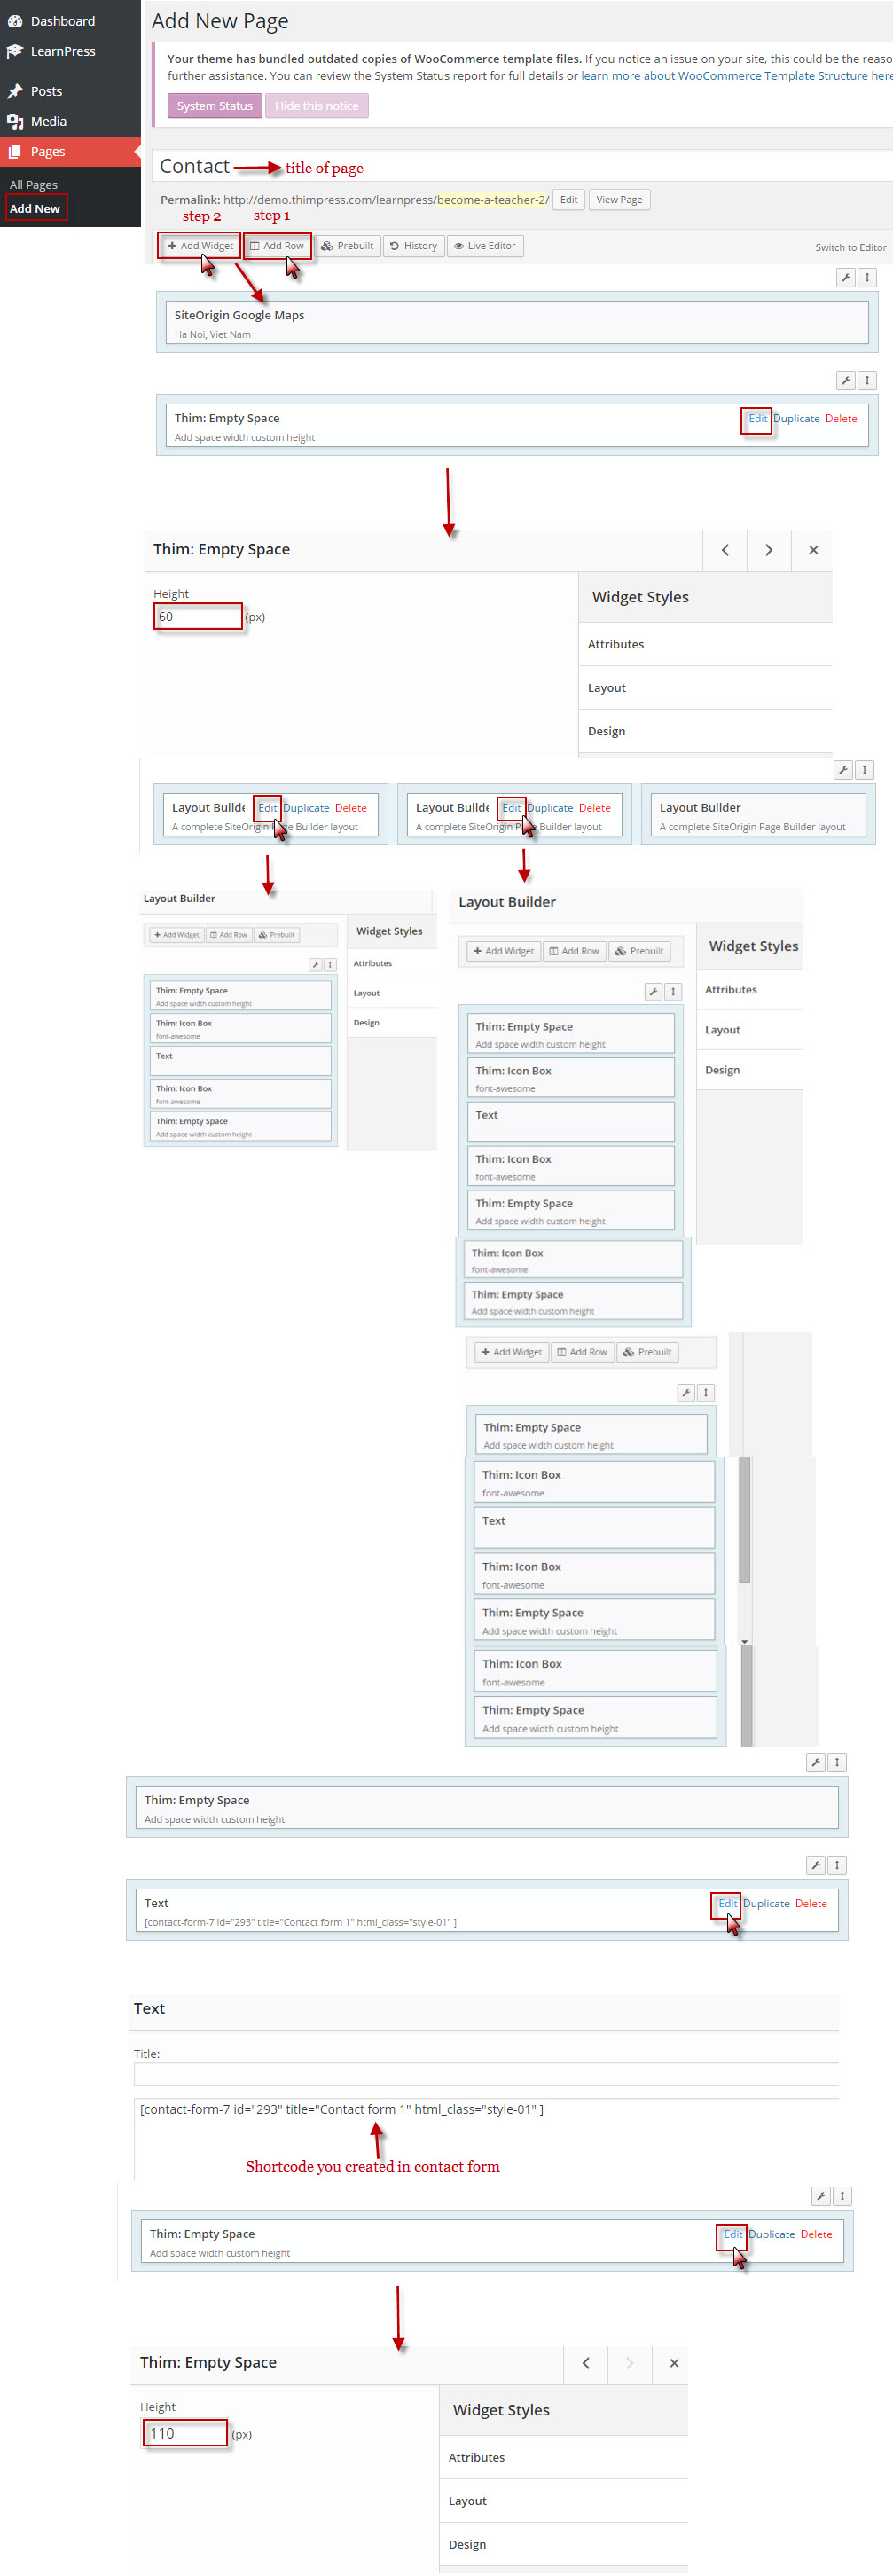 Dashboard
LearnPress
Posts
Media
Pages
All Pages
Add New
Add New Page
Your theme has bundled outdated copies of WooCommerce template files. If you notice an issue on your site, this could be the reaso
further assistance. You can review the System Status report for full details or learn more about WooCommerce Template Structure here
System Status Hide this notice
Contact title of page
Permalink: http://demo.thimpress.com/learnpress/become-a-teacher-2/ Edit View Page
step 2 step 1
Add Widget Add Row Prebuilt History Live Editor Switch to Editor
SiteOrigin Google Maps
Ha Noi, Viet Nam
Thim: Empty Space Edit Duplicate Delete
Add space width custom height
Thim: Empty Space
Height
60 (px)
Widget Styles
Attributes
Layout
Design
Layout Builde Edit Duplicate Delete
A complete SiteOrigin Page Builder layout
Layout Builde Edit Duplicate Delete
A complete SiteOrigin Page Builder layout
Layout Builder
A complete SiteOrigin Page Builder layout
Layout Builder
Add Widget Add Row Prebuilt
Widget Styles
Attributes
Layout
Design
Thim: Empty Space
Add space width custom height
Thim: Icon Box
font-awesome
Text
Thim: Icon Box
font-awesome
Thim: Empty Space
Add space width custom height
Layout Builder
Add Widget Add Row Prebuilt
Widget Styles
Attributes
Layout
Design
Thim: Empty Space
Add space width custom height
Thim: Icon Box
font-awesome
Text
Thim: Icon Box
font-awesome
Thim: Empty Space
Add space width custom height
Thim: Icon Box
font-awesome
Thim: Empty Space
Add space width custom height
Add Widget Add Row Prebuilt
Thim: Empty Space
Add space width custom height
Thim: Icon Box
font-awesome
Text
Thim: Icon Box
font-awesome
Thim: Empty Space
Add space width custom height
Thim: Icon Box
font-awesome
Thim: Empty Space
Add space width custom height
Thim: Empty Space
Add space width custom height
Text Edit Duplicate Delete
[contact-form-7 id="293" title="Contact form 1" html_class="style-01" ]
Text
Title:
[contact-form-7 id="293" title="Contact form 1" html_class="style-01" ]
Shortcode you created in contact form
Thim: Empty Space Edit Duplicate Delete
Add space width custom height
Thim: Empty Space
Height
110 (px)
Widget Styles
Attributes
Layout
Design